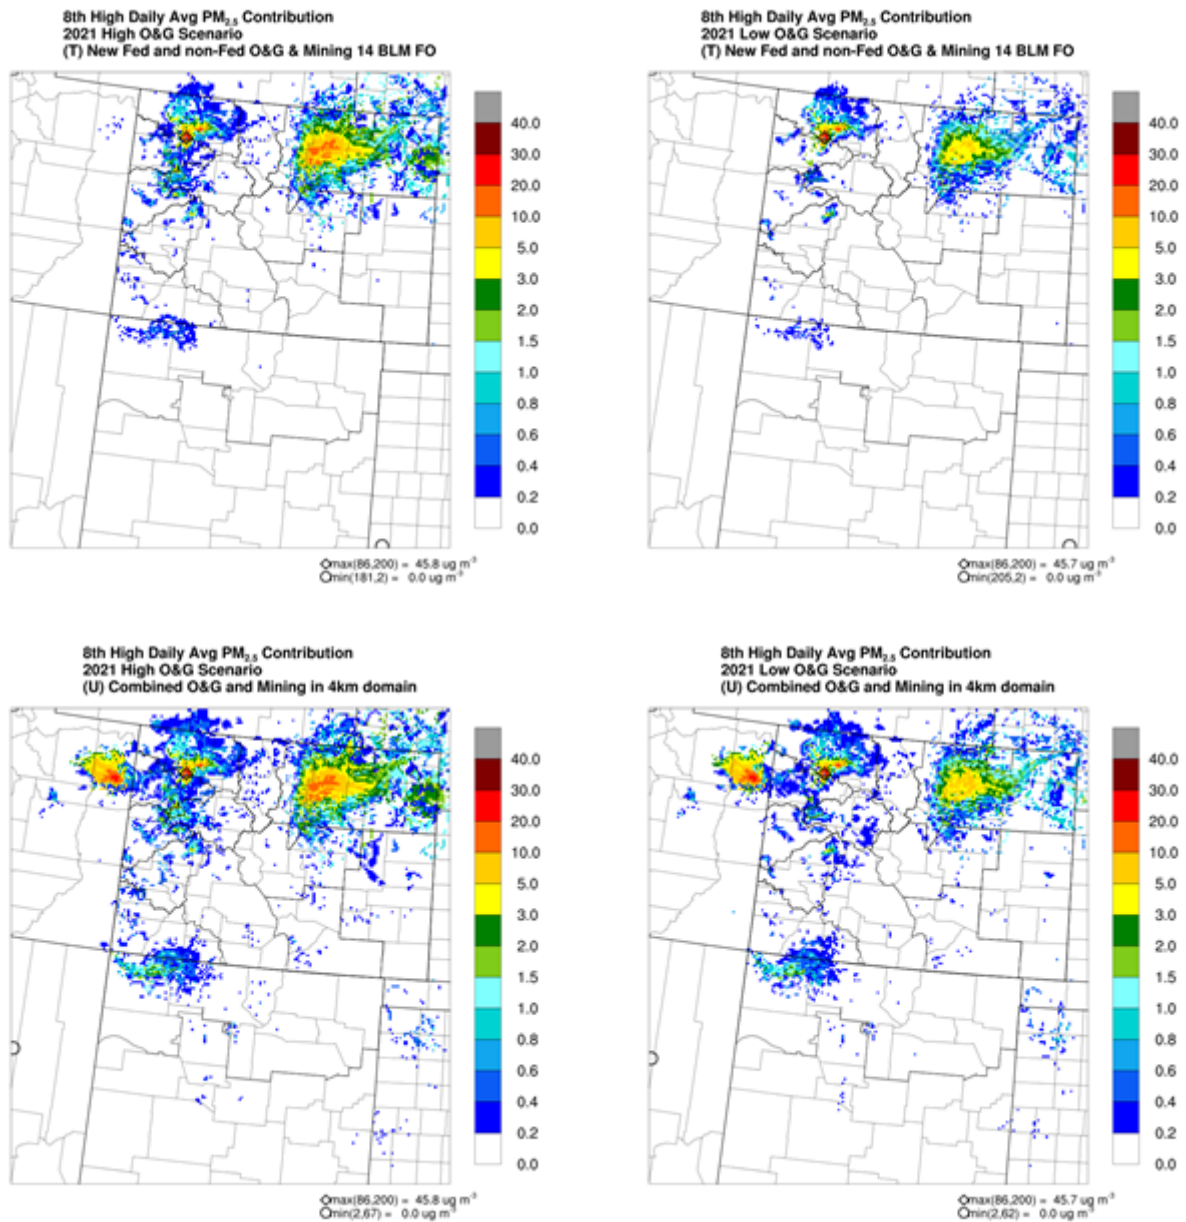 8th High Daily Avg PM2.5 Contribution
2021 High O&G Scenario
(T) New Fed and non-Fed O&G & Mining 14 BLM FO
40.0
30.0
20.0
10.0
5.0
3.0
2.0
1.5
1.0
0.8
0.6
0.4
0.2
0.0
max(86,200) = 45.8 ug m-3
min(181,2) = 0.0 ug m-3
8th High Daily Avg PM2.5 Contribution
2021 Low O&G Scenario
(T) New Fed and non-Fed O&G & Mining 14 BLM FO
40.0
30.0
20.0
10.0
5.0
3.0
2.0
1.5
1.0
0.8
0.6
0.4
0.2
0.0
max(86,200) = 45.7 ug m-3
min(205,2) = 0.0 ug m-3
8th High Daily Avg PM2.5 Contribution
2021 High O&G Scenario
(U) Combined O&G and Mining in 4km domain
40.0
30.0
20.0
10.0
5.0
3.0
2.0
1.5
1.0
0.8
0.6
0.4
0.2
0.0
max(86,200) = 45.8 ug m-3
min(2,67) = 0.0 ug m-3
8th High Daily Avg PM2.5 Contribution
2021 Low O&G Scenario
(U) Combined O&G and Mining in 4km domain
40.0
30.0
20.0
10.0
5.0
3.0
2.0
1.5
1.0
0.8
0.6
0.4
0.2
0.0
max(86,200) = 45.7 ug m-3
min(2,62) = 0.0 ug m-3